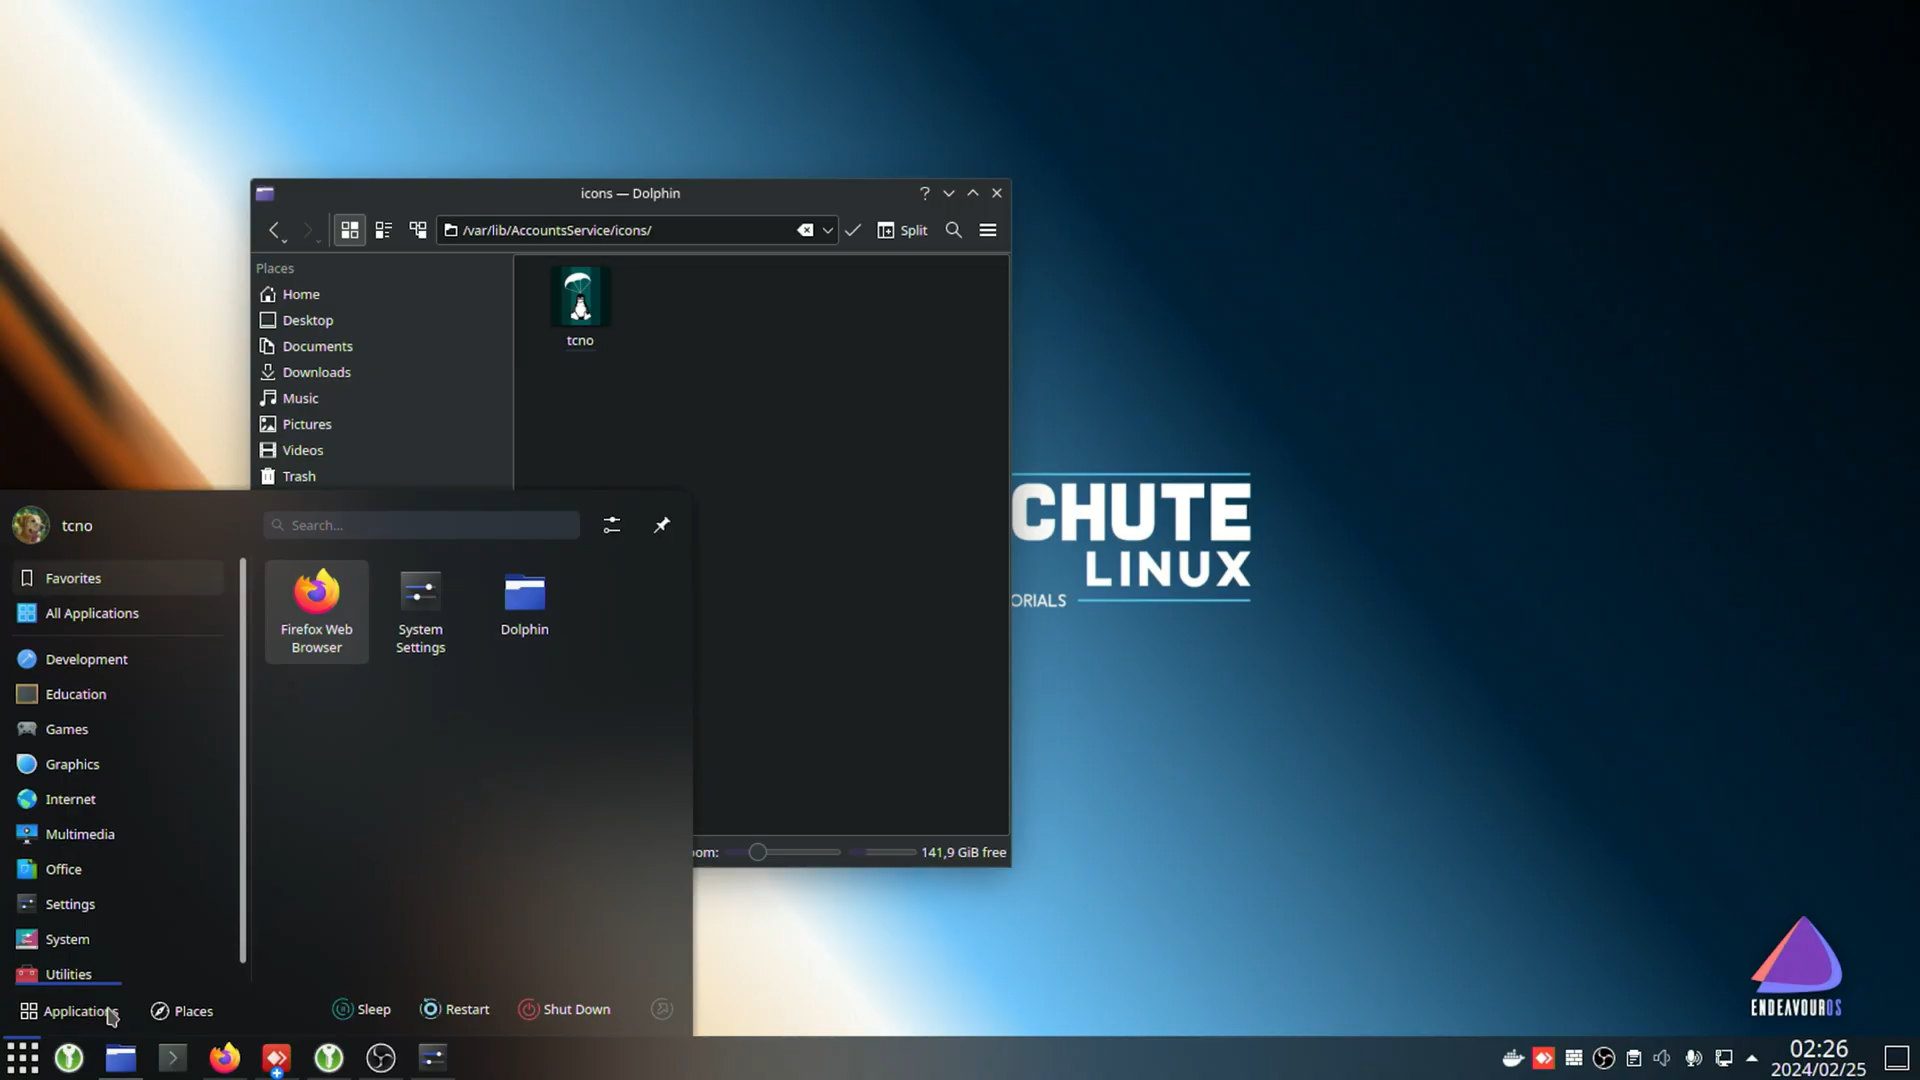 icons — Dolphin
/var/lib/AccountsService/icons/
Split
Places
Home
Desktop
Documents
Downloads
Music
Pictures
Videos
Trash
tcno
CHUTE
LINUX
ORIALS
tcno
Search...
Favorites
All Applications
Development
Education
Games
Graphics
Internet
Multimedia
Office
Settings
System
Utilities
Firefox Web
Browser
System
Settings
Dolphin
oom:
141,9 GiB free
Applications
Places
Sleep
Restart
Shut Down
ENDEAVOUROS
02:26
2024/02/25